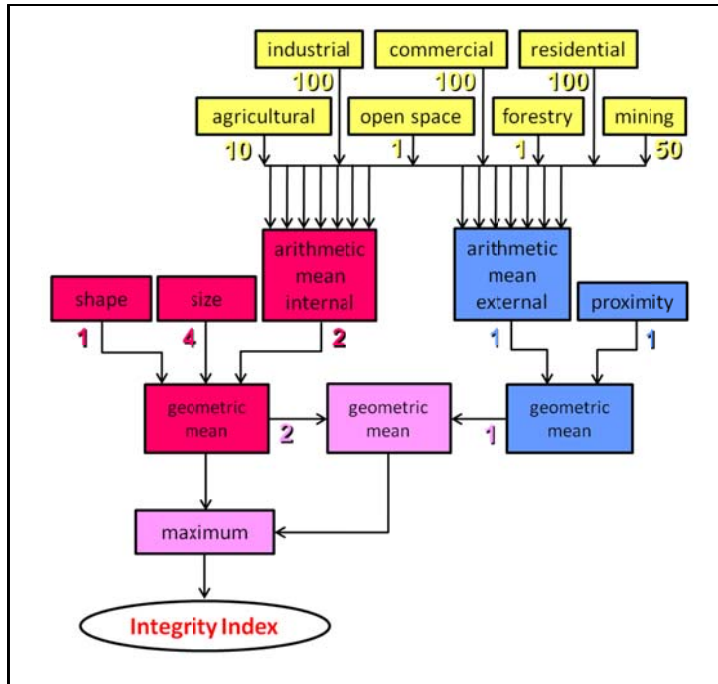 industrial
commercial
residential
100
100
100
agricultural
open space
forestry
mining
10
1
1
50
arithmetic
mean
internal
arithmetic
mean
external
shape
size
proximity
1
4
2
1
1
geometric
mean
geometric
mean
geometric
mean
2
1
maximum
Integrity Index